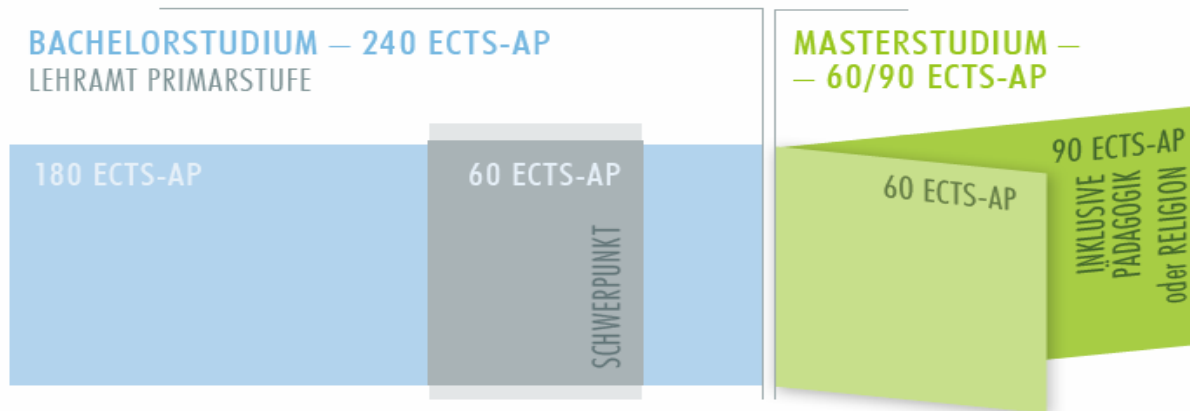 BACHELORSTUDIUM – 240 ECTS-AP
LEHRAMT PRIMARSTUFE
180 ECTS-AP
60 ECTS-AP
SCHWERPUNKT
MASTERSTUDIUM –
– 60/90 ECTS-AP
60 ECTS-AP
90 ECTS-AP
INKLUSIVE
PÄDAGOGIK
oder RELIGION